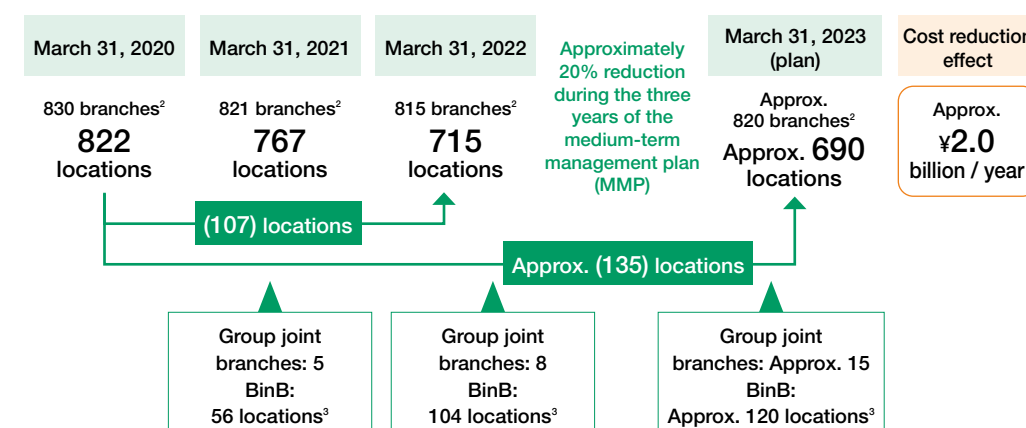 March 31, 2020
830 branches²
822
locations
March 31, 2021
821 branches²
767
locations
March 31, 2022
815 branches²
715
locations
Approximately
20% reduction
during the three
years of the
medium-term
management plan
(MMP)
March 31, 2023
(plan)
Approx.
820 branches²
Approx. 690
locations
Cost reduction
effect
Approx.
¥2.0
billion / year
(107) locations
Approx. (135) locations
Group joint
branches: 5
BinB:
56 locations³
Group joint
branches: 8
BinB:
104 locations³
Group joint
branches: Approx. 15
BinB:
Approx. 120 locations³